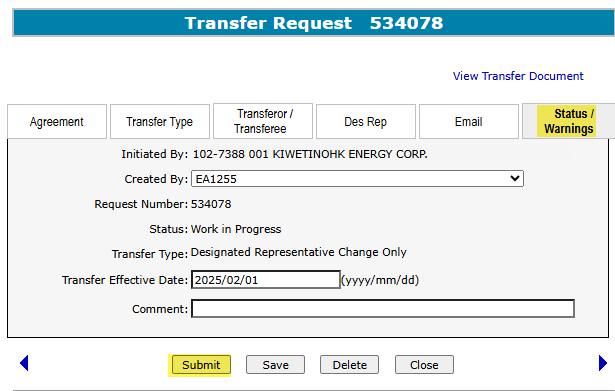 Transfer Request 534078
View Transfer Document
Agreement
Transfer Type
Transferor /
Transferee
Des Rep
Email
Status /
Warnings
Initiated By: 102-7388 001 KIWETINOHK ENERGY CORP.
Created By: EA1255
Request Number: 534078
Status: Work in Progress
Transfer Type: Designated Representative Change Only
Transfer Effective Date: 2025/02/01 (yyyy/mm/dd)
Comment:
Submit Save Delete Close